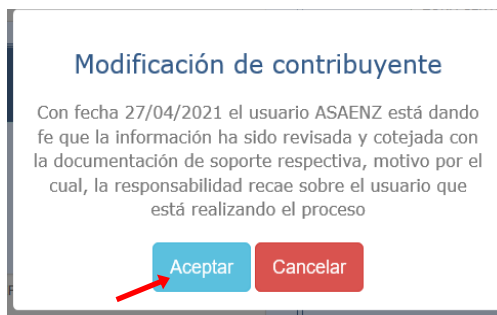 Modificación de contribuyente
Con fecha 27/04/2021 el usuario ASAENZ está dando
fe que la información ha sido revisada y cotejada con
la documentación de soporte respectiva, motivo por el
cual, la responsabilidad recae sobre el usuario que
está realizando el proceso
Aceptar Cancelar